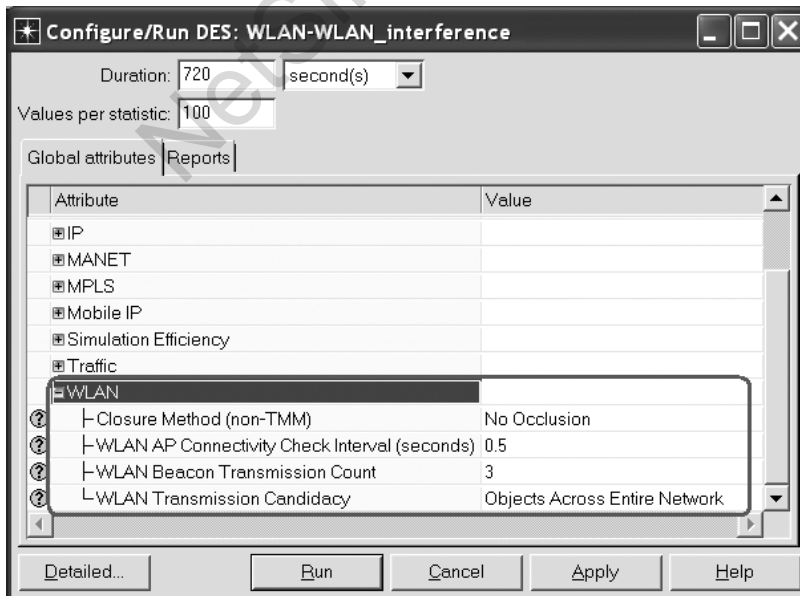 Configure/Run DES: WLAN-WLAN_interference
Duration: 720 second(s)
Values per statistic: 100
Global attributes Reports
Attribute Value
IP
MANET
MPLS
Mobile IP
Simulation Efficiency
Traffic
WLAN
Closure Method (non-TMM) No Occlusion
WLAN AP Connectivity Check Interval (seconds) 0.5
WLAN Beacon Transmission Count 3
WLAN Transmission Candidacy Objects Across Entire Network
Detailed... Run Cancel Apply Help